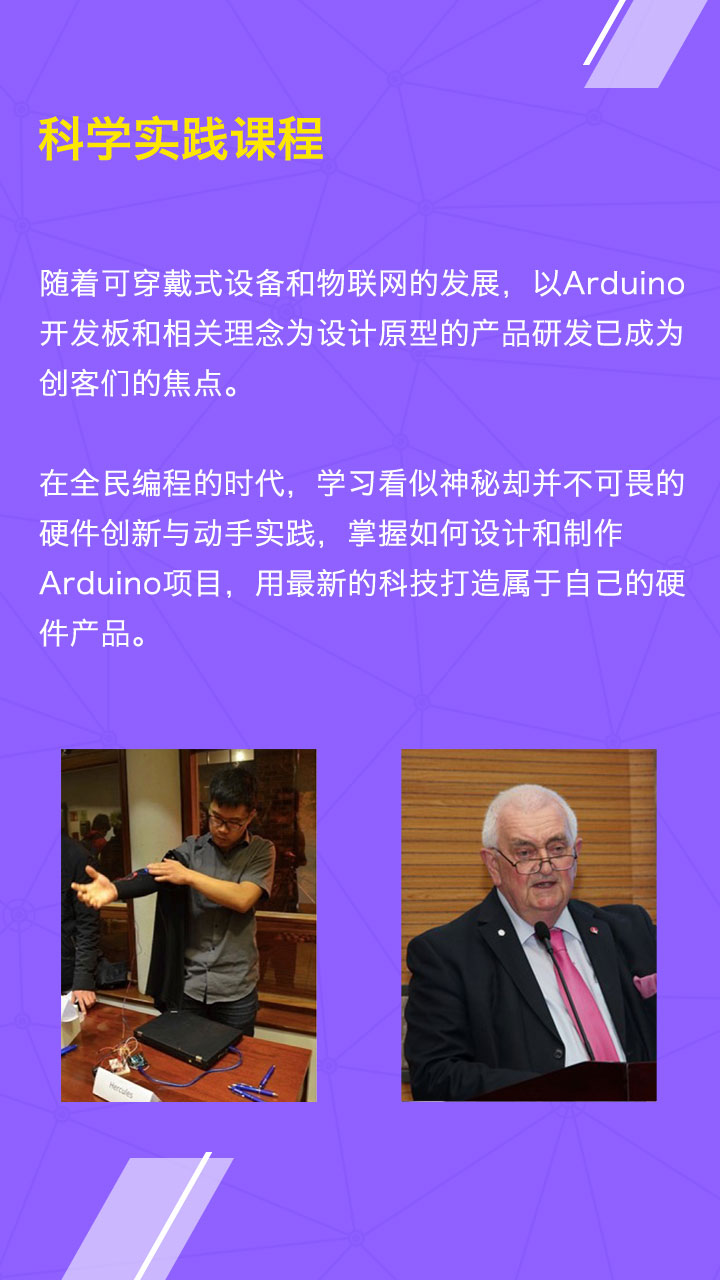 科学实践课程
随着可穿戴式设备和物联网的发展，以Arduino
开发板和相关理念为设计原型的产品研发已成为
创客们的焦点。
在全民编程的时代，学习看似神秘却并不可畏的
硬件创新与动手实践，掌握如何设计和制作
Arduino项目，用最新的科技打造属于自己的硬
件产品。
Hercules